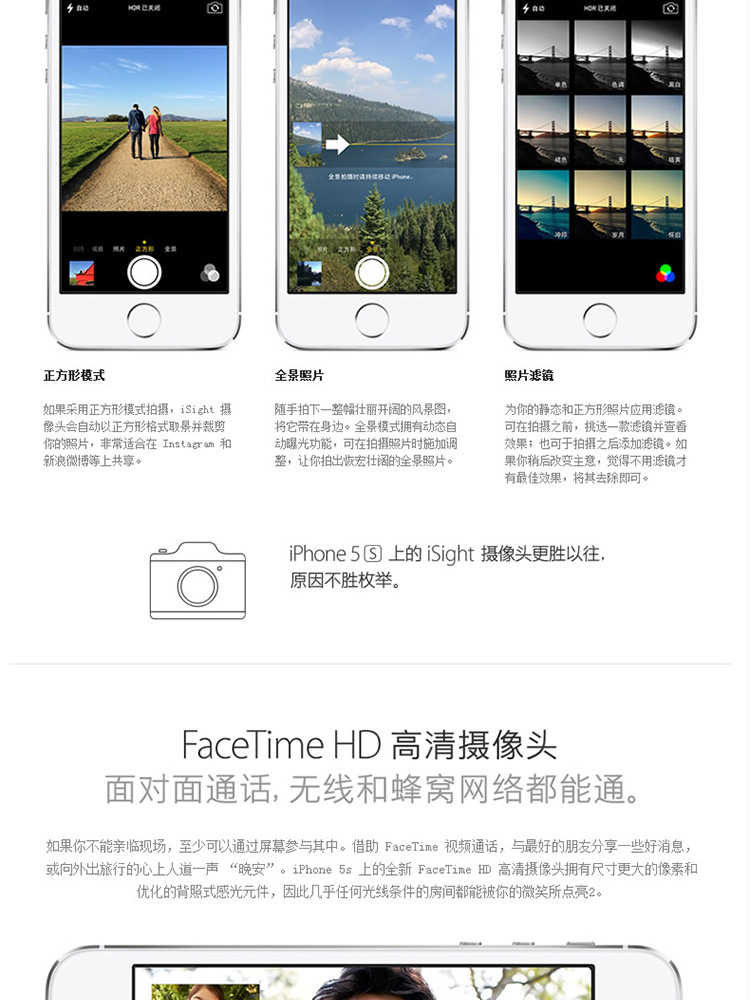 自动 HDR 已关闭
视频 照片 正方形 全景
全景拍摄时请持续移动 iPhone。
照片 正方形 全景
自动 HDR 已关闭
单色 色调 黑白
褪色 无
冲印 岁月 怀旧
正方形模式
如果采用正方形模式拍摄，iSight 摄
像头会自动以正方形格式取景并裁剪
你的照片，非常适合在 Instagram 和
新浪微博等上共享。
全景照片
随手拍下一整幅壮丽开阔的风景图，
将它带在身边。全景模式拥有动态自
动曝光功能，可在拍摄照片时施加调
整，让你拍出恢宏壮阔的全景照片。
照片滤镜
为你的静态和正方形照片应用滤镜。
可在拍摄之前，挑选一款滤镜并查看
效果；也可于拍摄之后添加滤镜。如
果你稍后改变主意，觉得不用滤镜才
有最佳效果，将其去除即可。
iPhone 5 S 上的 iSight 摄像头更胜以往，
原因不胜枚举。
FaceTime HD 高清摄像头
面对面通话，无线和蜂窝网络都能通。
如果你不能亲临现场，至少可以通过屏幕参与其中。借助 FaceTime 视频通话，与最好的朋友分享一些好消息，
或向外出旅行的心上人道一声 “晚安”。iPhone 5s 上的全新 FaceTime HD 高清摄像头拥有尺寸更大的像素和
优化的背照式感光元件，因此几乎任何光线条件的房间都能被你的微笑所点亮2。